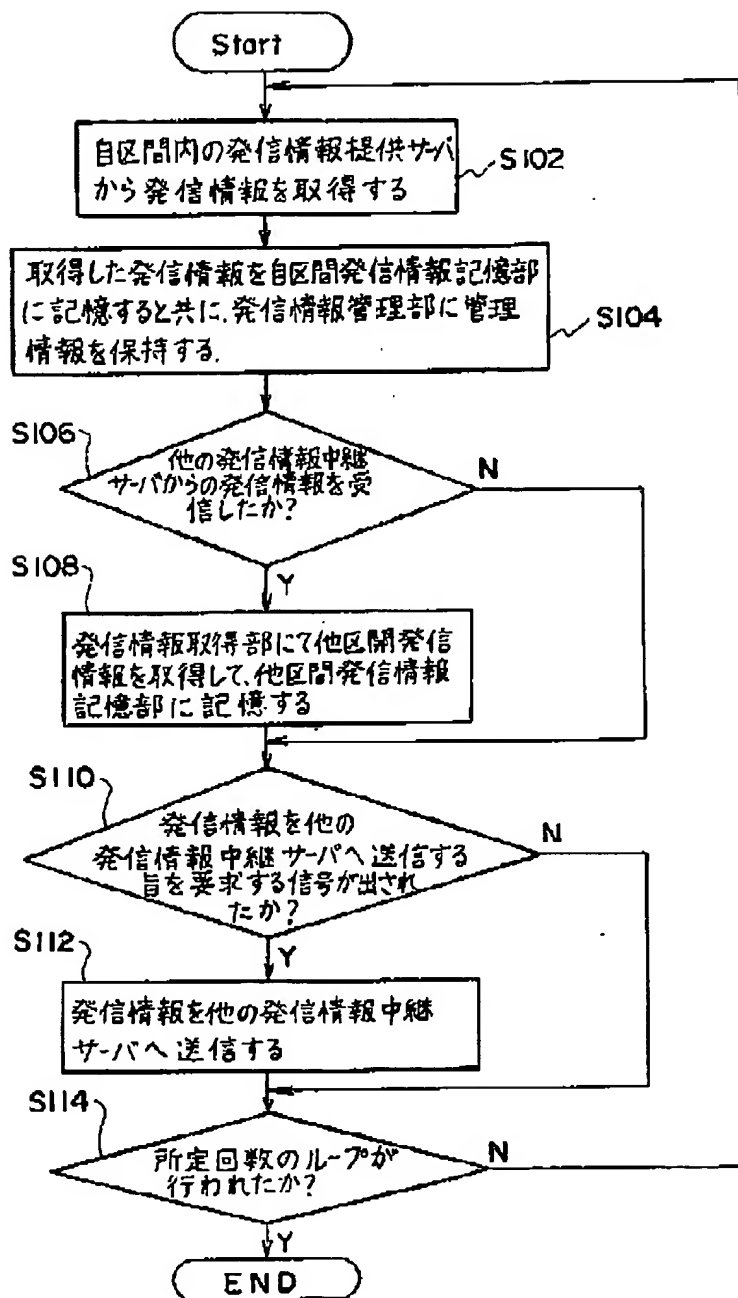 Start
自区間内の発信情報提供サーバ
から発信情報を取得する
S102
取得した発信情報を自区間発信情報記憶部
に記憶すると共に、発信情報管理部に管理
情報を保持する.
S104
S106
他の発信情報中継
サーバからの発信情報を受
信したか?
N
Y
S108
発信情報取得部にて他区開発信
情報を取得して、他区間発信情報
記憶部に記憶する
S110
発信情報を他の
発信情報中継サーバへ送信する
旨を要求する信号が出され
たか?
N
Y
S112
発信情報を他の発信情報中継
サーバへ送信する
S114
所定回数のループが
行われたか?
N
Y
END